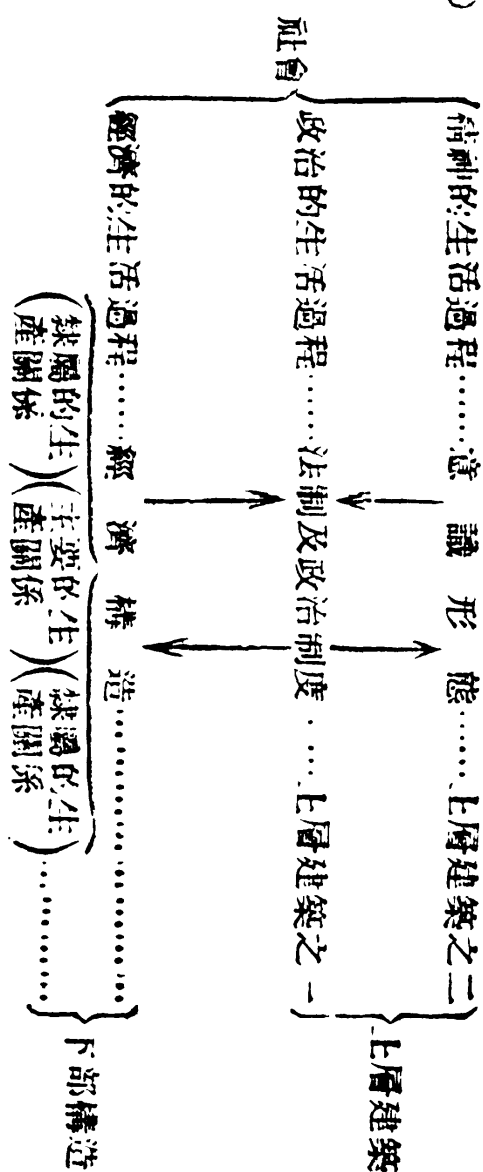 社會
精神的生活過程……意識形態……上層建築之二
政治的生活過程……法制及政治制度……上層建築之一
上層建築
經濟的生活過程……經濟構造……………
(隸屬的生產關係)(主要的生產關係)(隸屬的生產關係)………
下部構造